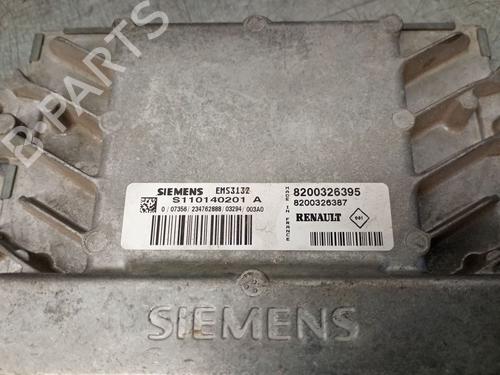 B-PARTS
SIEMENS EMS3132
S110140201 A
0 / 07356 / 234762888 / 03294 / 003A0
MADE IN FRANCE
8200326395
8200326387
RENAULT
SIEMENS